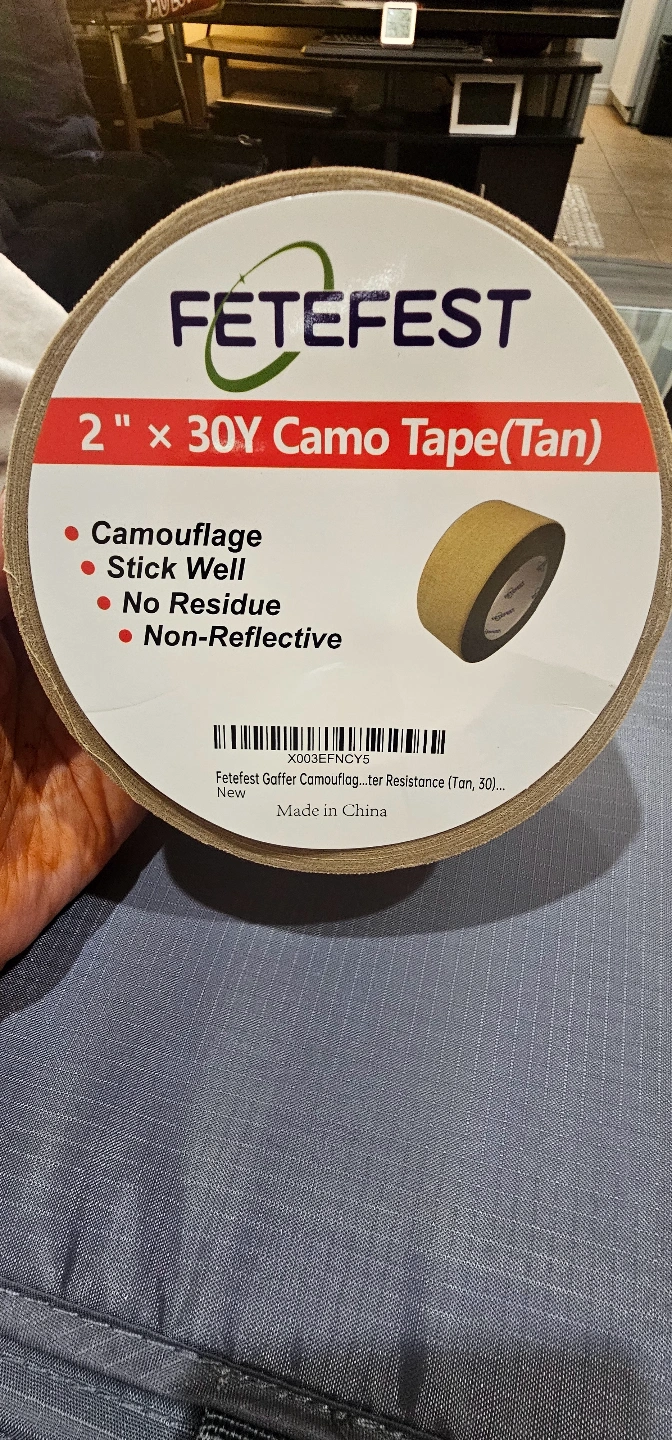 FETEFEST
2" × 30Y Camo Tape(Tan)
Camouflage
Stick Well
No Residue
Non-Reflective
X003EFNCY5
Fetefest Gaffer Camouflag...ter Resistance (Tan, 30)...
New
Made in China